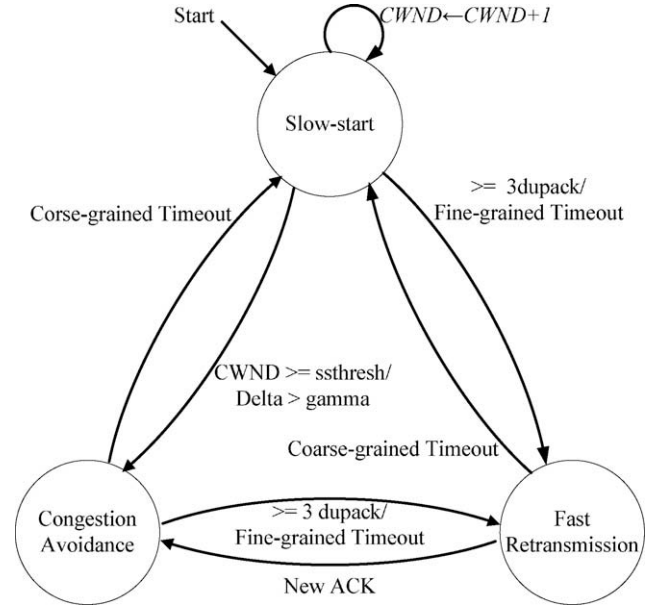 Start
CWND←CWND+1
Slow-start
>= 3dupack/
Fine-grained Timeout
Corse-grained Timeout
CWND >= ssthresh/
Delta > gamma
Coarse-grained Timeout
Congestion
Avoidance
>= 3 dupack/
Fine-grained Timeout
Fast
Retransmission
New ACK